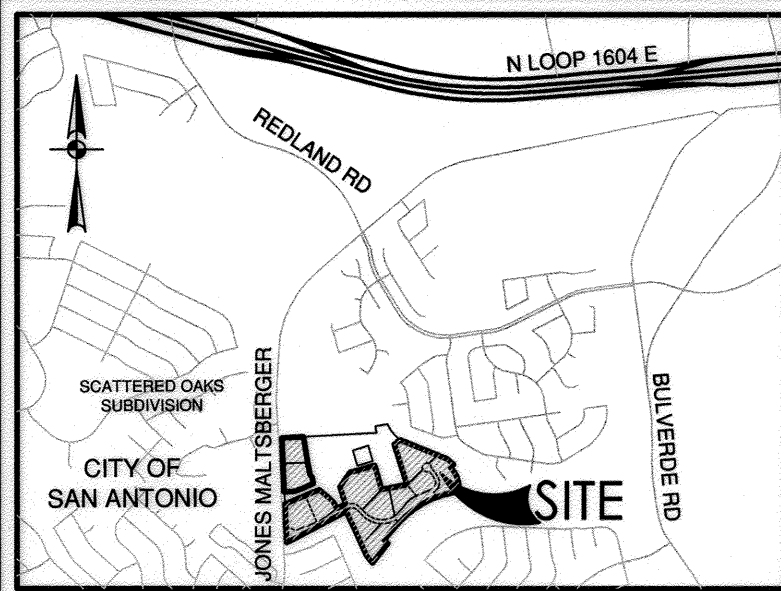 N LOOP 1604 E
REDLAND RD
JONES MALTSBERGER
SCATTERED OAKS
SUBDIVISION
BULVERDE RD
CITY OF
SAN ANTONIO
SITE